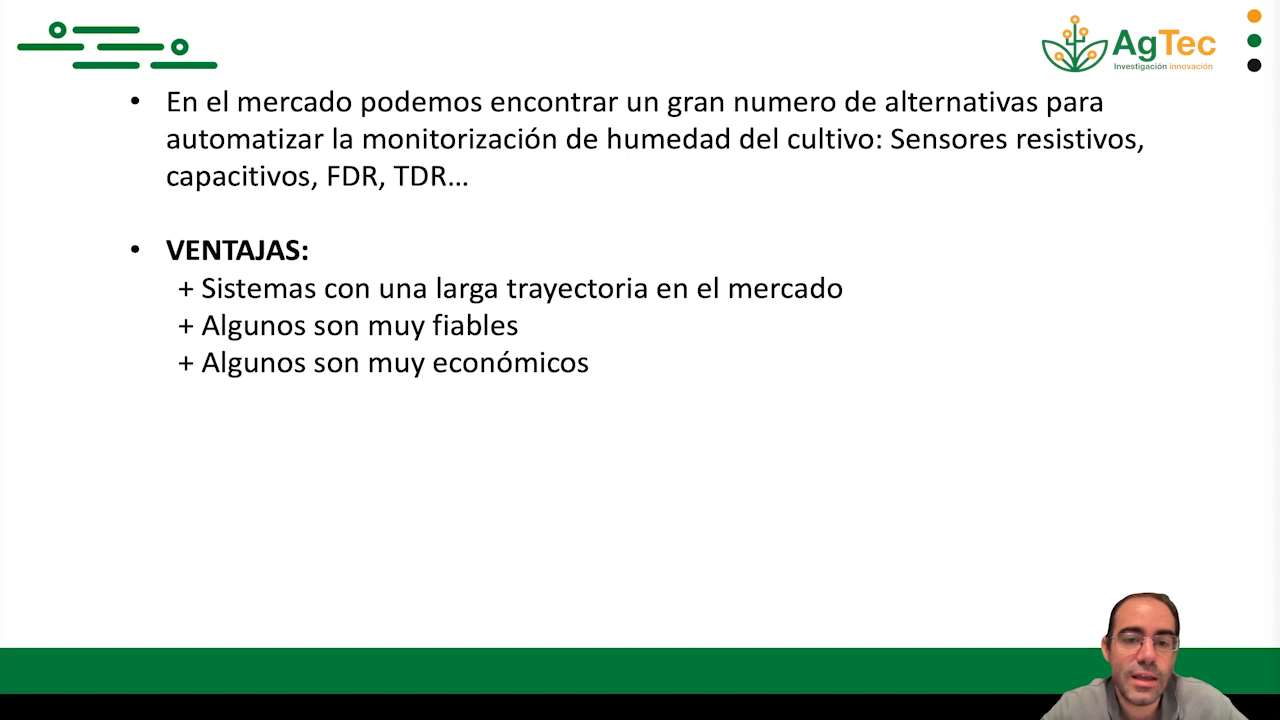 AgTec
Investigación innovación
• En el mercado podemos encontrar un gran numero de alternativas para
automatizar la monitorización de humedad del cultivo: Sensores resistivos,
capacitivos, FDR, TDR...
• VENTAJAS:
+ Sistemas con una larga trayectoria en el mercado
+ Algunos son muy fiables
+ Algunos son muy económicos